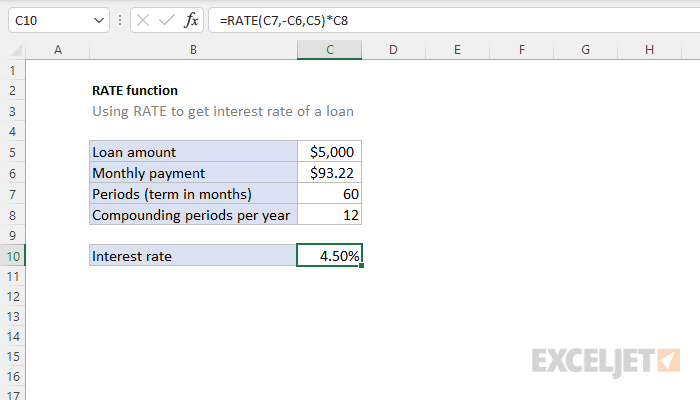 C10 fx =RATE(C7,-C6,C5)*C8
A B C D E F G H
1
2 RATE function
3 Using RATE to get interest rate of a loan
4
5 Loan amount $5,000
6 Monthly payment $93.22
7 Periods (term in months) 60
8 Compounding periods per year 12
9
10 Interest rate 4.50%
11
12
13
14
15 EXCELJET
16
17